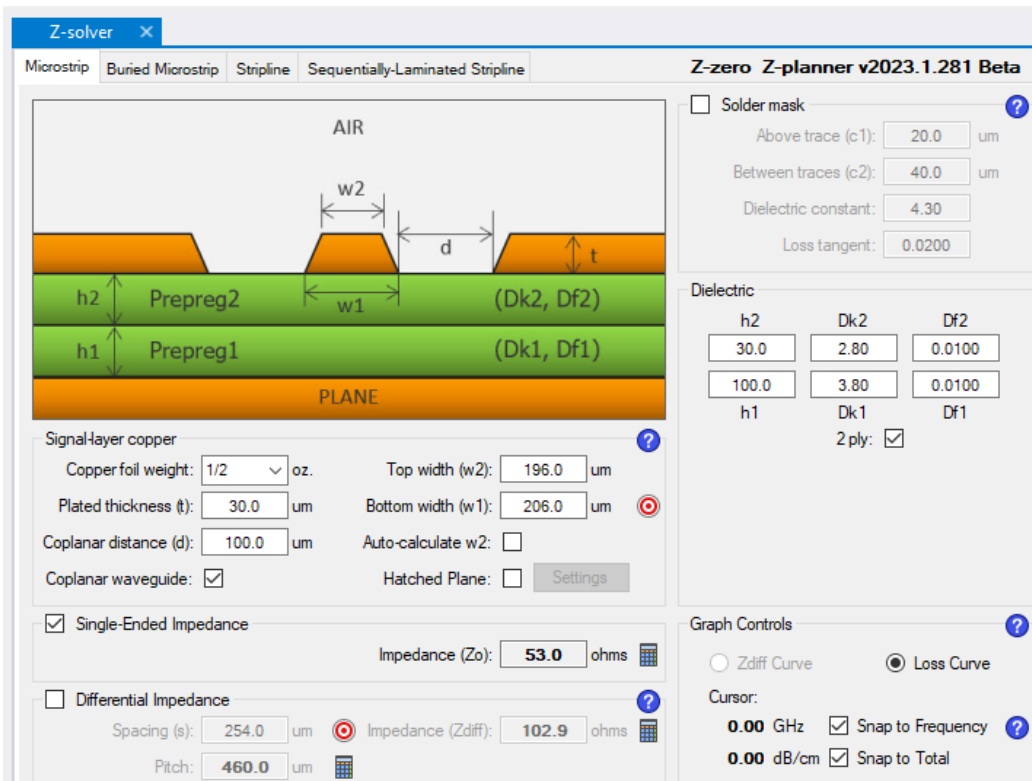 Z-solver ×
Microstrip Buried Microstrip Stripline Sequentially-Laminated Stripline Z-zero Z-planner v2023.1.281 Beta
AIR
w2
d
t
h2 Prepreg2 w1 (Dk2, Df2)
h1 Prepreg1 (Dk1, Df1)
PLANE
Solder mask ?
Above trace (c1): 20.0 um
Between traces (c2): 40.0 um
Dielectric constant: 4.30
Loss tangent: 0.0200
Dielectric
h2 Dk2 Df2
30.0 2.80 0.0100
100.0 3.80 0.0100
h1 Dk1 Df1
2 ply:
Signal-layer copper ?
Copper foil weight: 1/2 oz. Top width (w2): 196.0 um
Plated thickness (t): 30.0 um Bottom width (w1): 206.0 um
Coplanar distance (d): 100.0 um Auto-calculate w2:
Coplanar waveguide: Hatched Plane: Settings
Single-Ended Impedance
Impedance (Zo): 53.0 ohms
Differential Impedance ?
Spacing (s): 254.0 um Impedance (Zdiff): 102.9 ohms
Pitch: 460.0 um
Graph Controls ?
Zdiff Curve Loss Curve
Cursor:
0.00 GHz Snap to Frequency ?
0.00 dB/cm Snap to Total